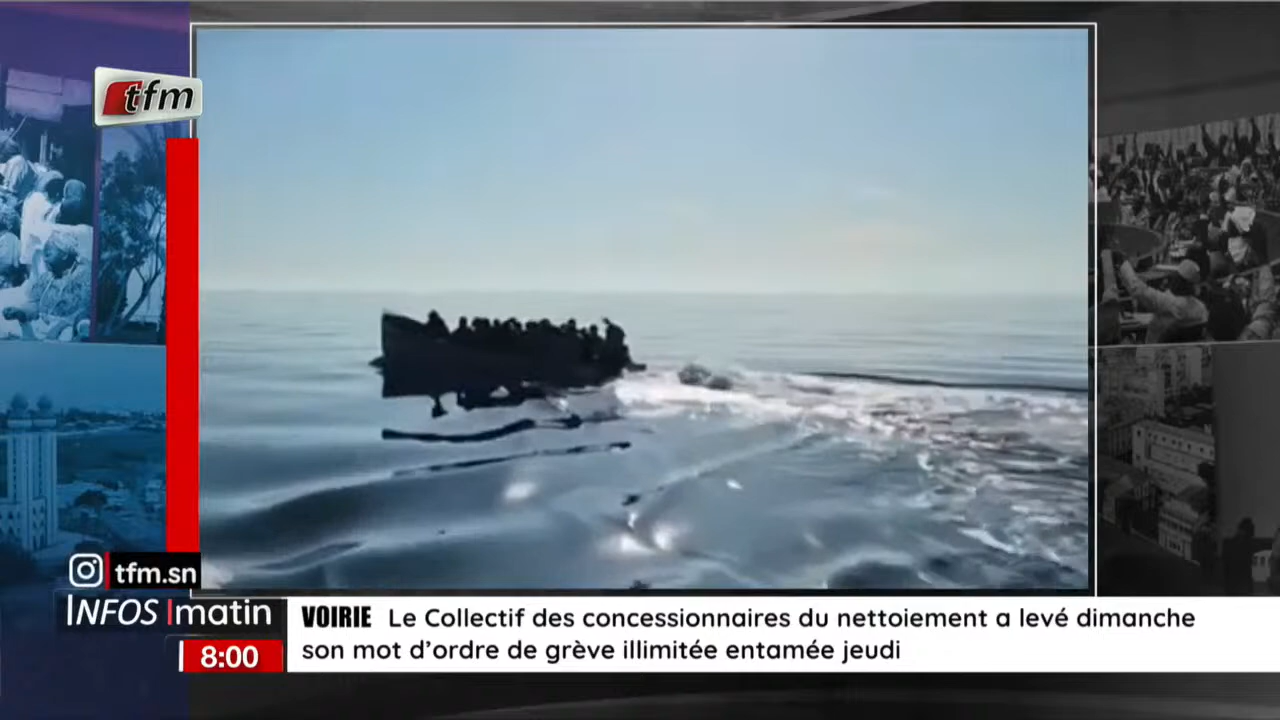 tfm
tfm.sn
INFOS matin
8:00
VOIRIE Le Collectif des concessionnaires du nettoiement a levé dimanche
son mot d'ordre de grève illimitée entamée jeudi